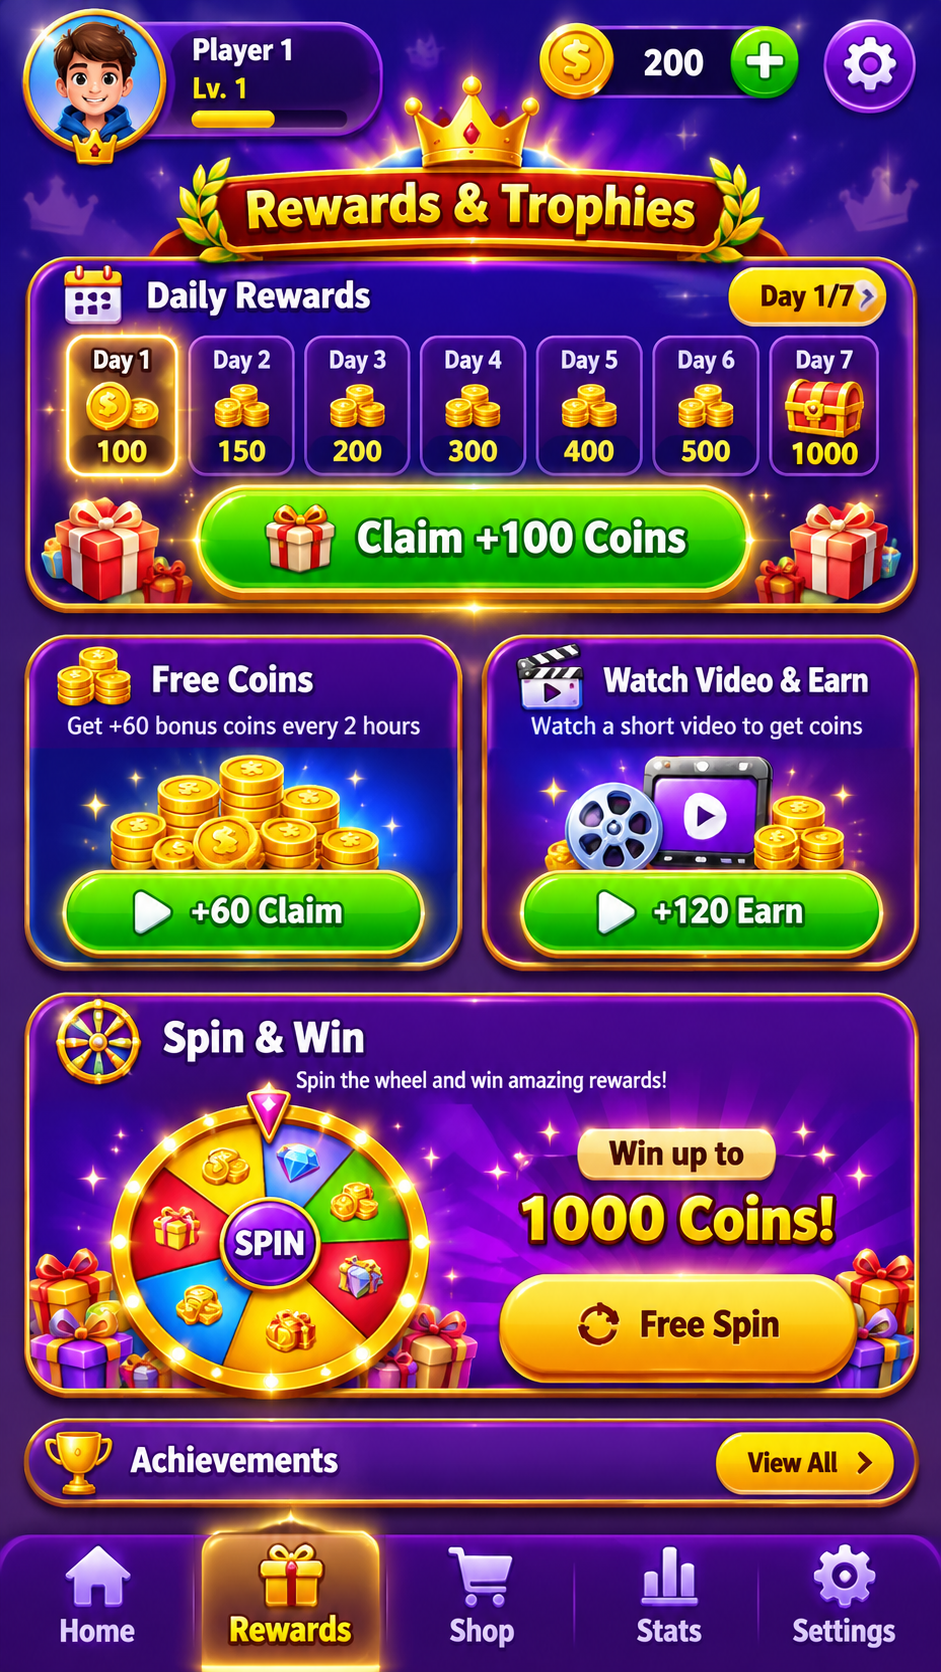 Player 1
Lv. 1
200
Rewards & Trophies
Daily Rewards
Day 1/7
Day 1
Day 2
Day 3
Day 4
Day 5
Day 6
Day 7
100
150
200
300
400
500
1000
Claim +100 Coins
Free Coins
Get +60 bonus coins every 2 hours
+60 Claim
Watch Video & Earn
Watch a short video to get coins
+120 Earn
Spin & Win
Spin the wheel and win amazing rewards!
SPIN
Win up to
1000 Coins!
Free Spin
Achievements
View All
Home
Rewards
Shop
Stats
Settings